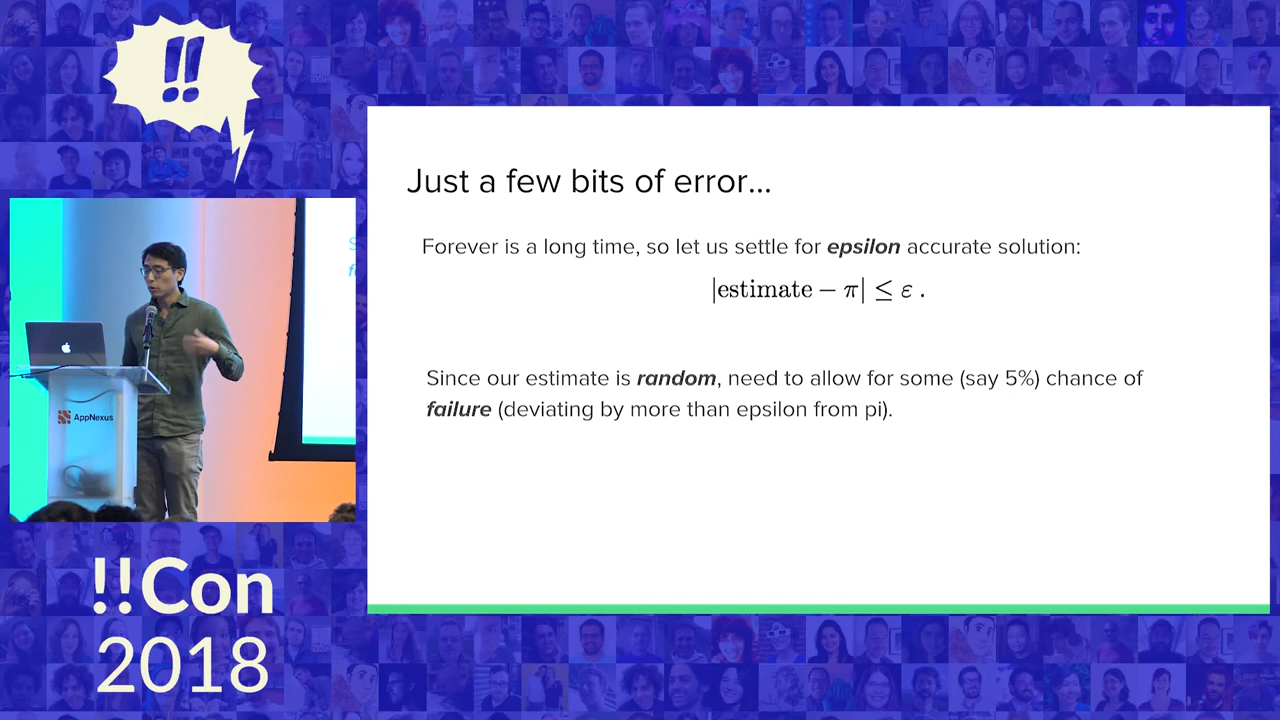 !!
Just a few bits of error...
Forever is a long time, so let us settle for epsilon accurate solution:
|estimate − π| ≤ ε .
Since our estimate is random, need to allow for some (say 5%) chance of
failure (deviating by more than epsilon from pi).
AppNexus
!!Con
2018